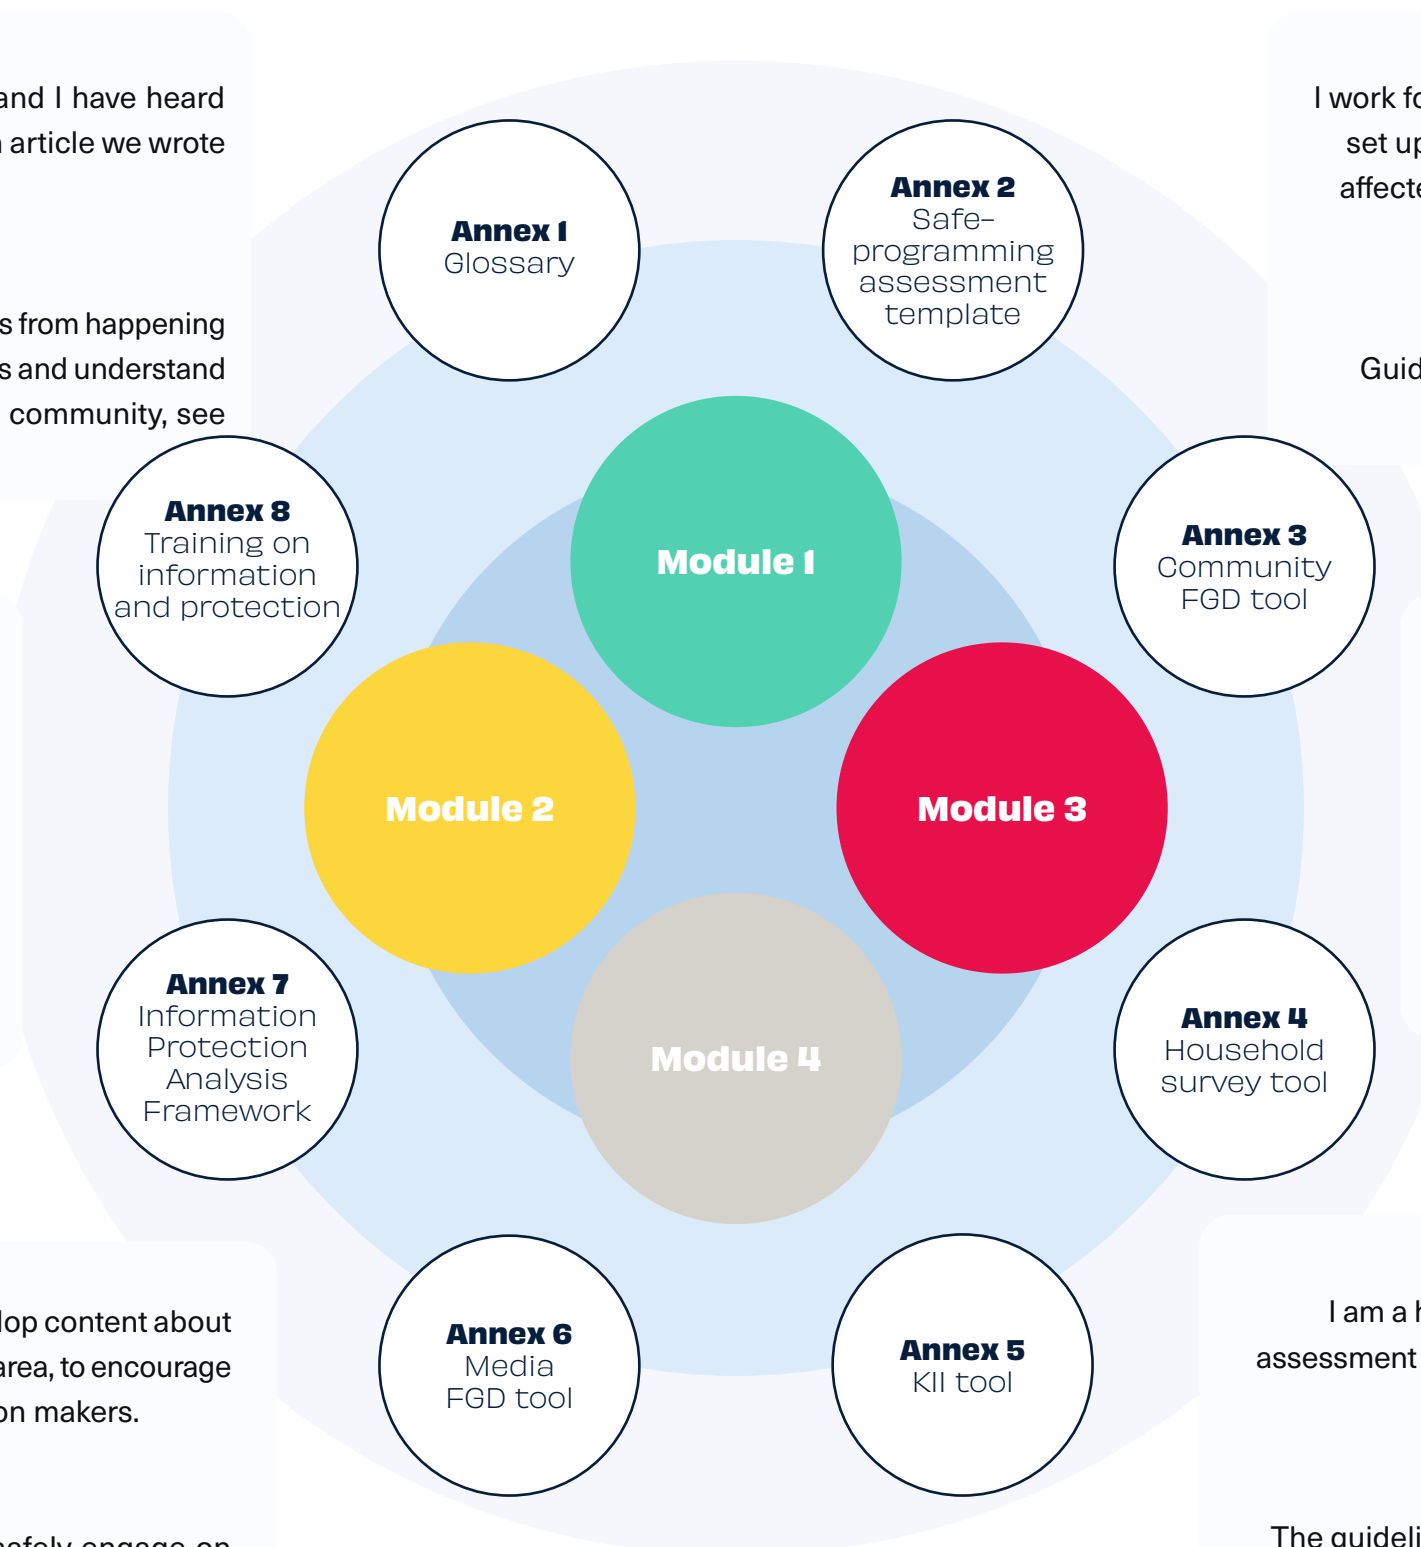 and I have heard
article we wrote
s from happening
s and understand
community, see
I work
set up
Guid
Annex 1
Glossary
Annex 2
Safe-
programming
assessment
template
Annex 8
Training on
information
and protection
Module 1
Annex 3
Community
FGD tool
Module 2
Module 3
Annex 7
Information
Protection
Analysis
Framework
Module 4
Annex 4
Household
survey tool
content about
area, to encourage
on makers.
safely engage on
Annex 6
Media
FGD tool
Annex 5
KII tool
I am a
assessment
The guideli